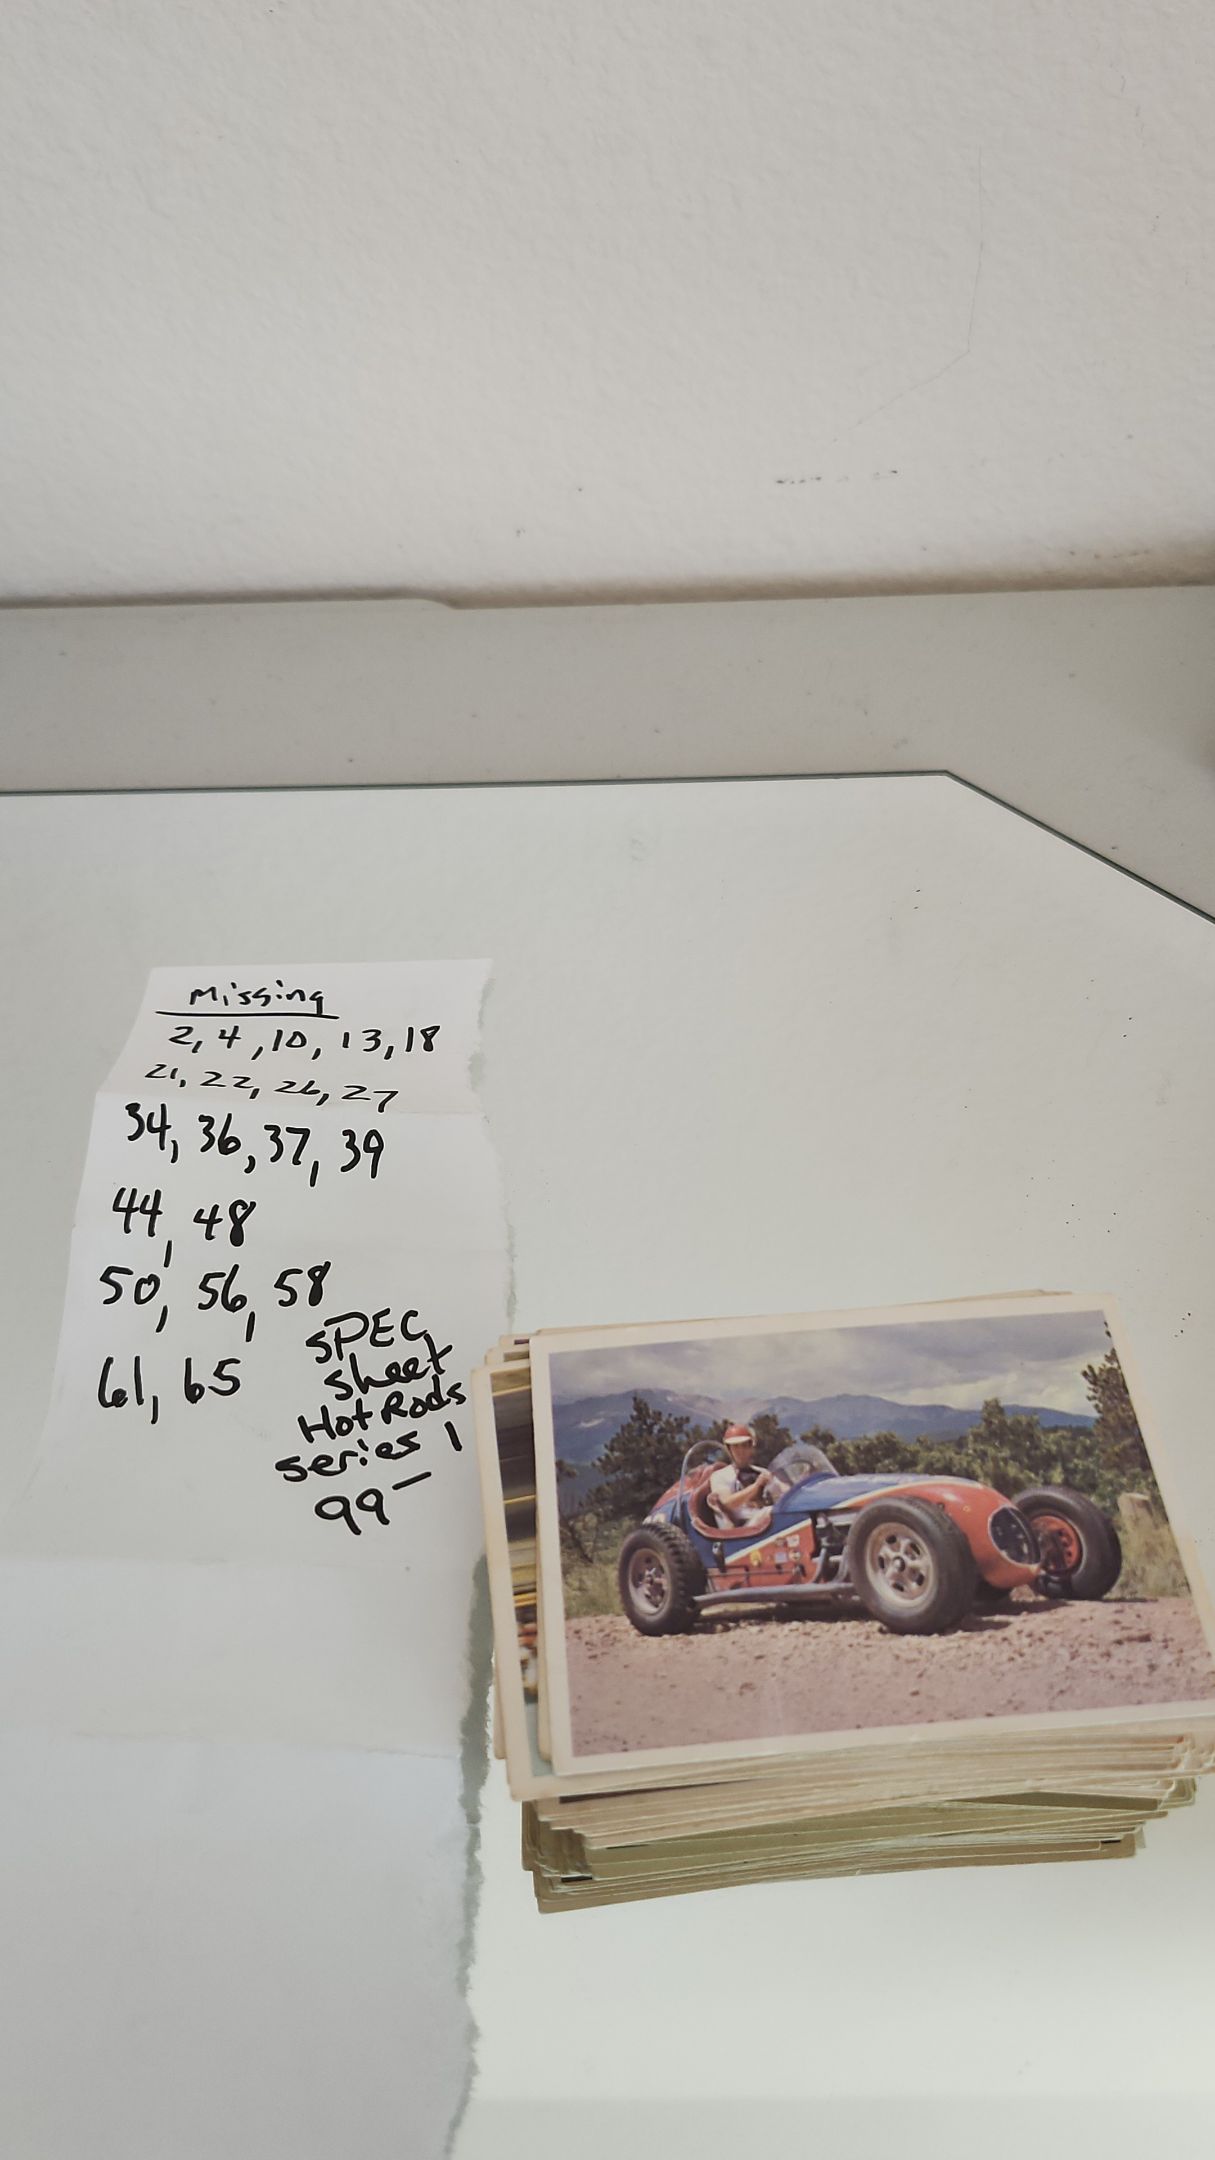 Missing
2, 4, 10, 13, 18
21, 22, 26, 27
34, 36, 37, 39
44, 48
50, 56, 58
61, 65
SPEC
sheet
Hot Rods
series 1
99-